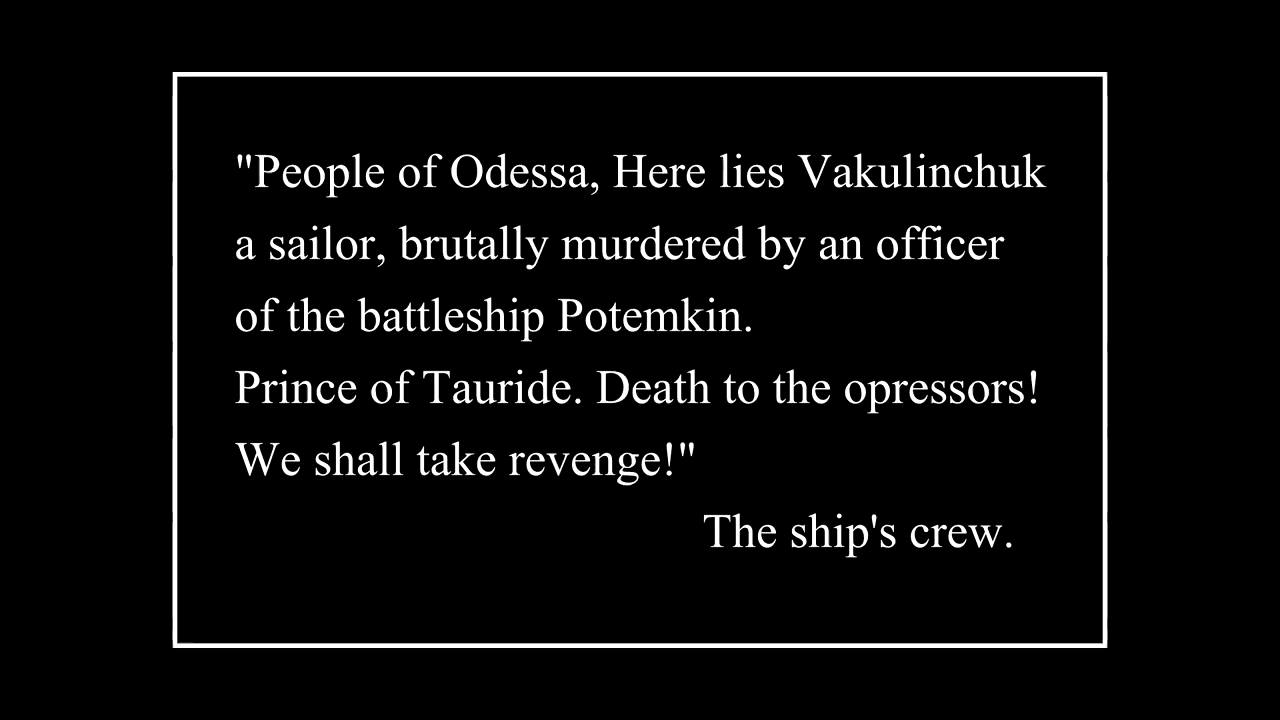 "People of Odessa, Here lies Vakulinchuk
a sailor, brutally murdered by an officer
of the battleship Potemkin.
Prince of Tauride. Death to the opressors!
We shall take revenge!"
The ship's crew.